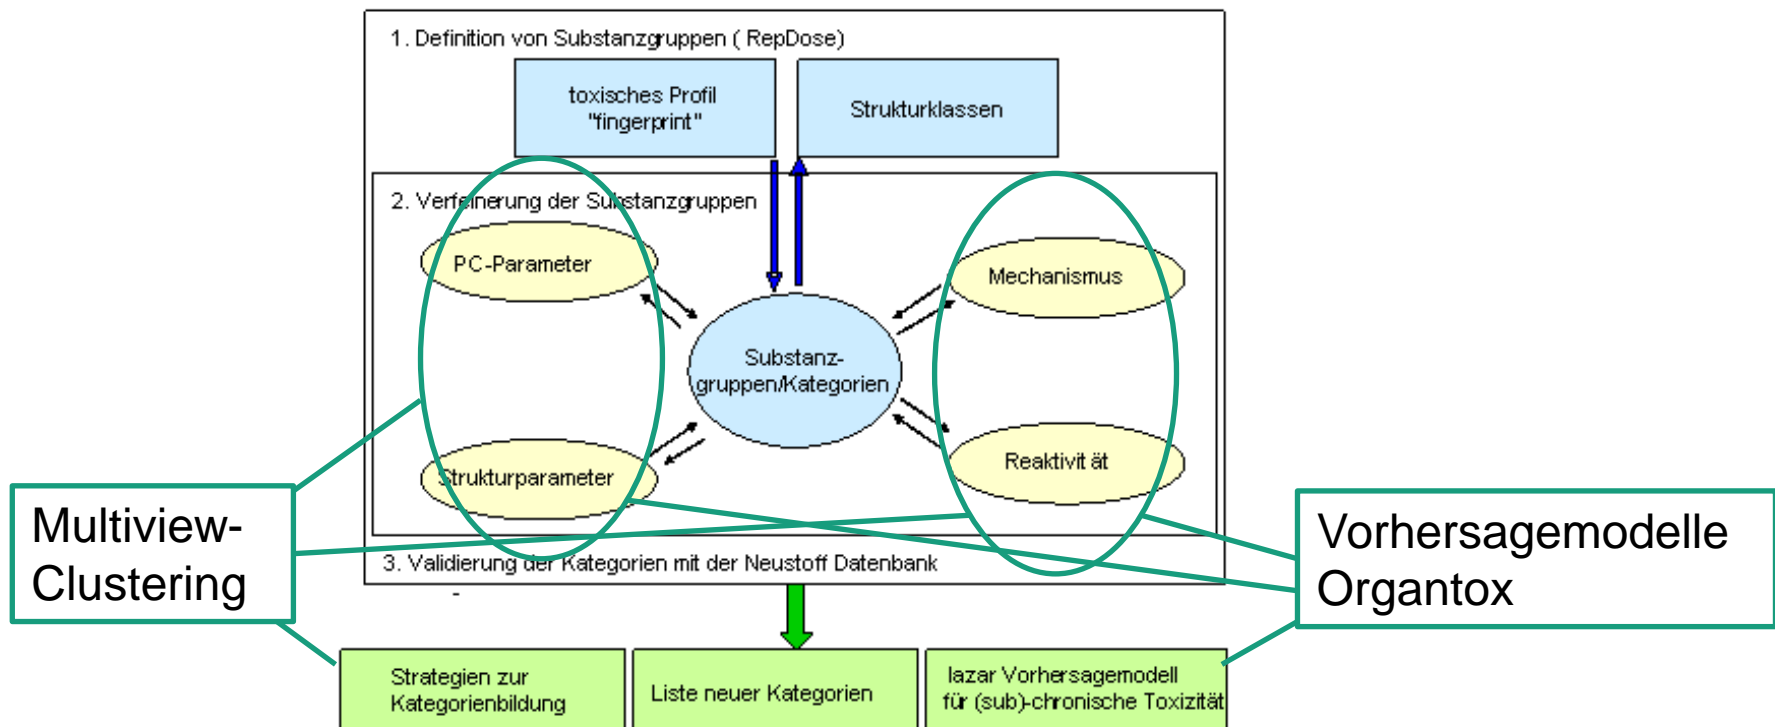 1. Definition von Substanzgruppen ( RepDose)
toxisches Profil
"fingerprint"
Strukturklassen
2. Verfeinerung der Substanzgruppen
PC-Parameter
Mechanismus
Substanz-
gruppen/Kategorien
Strukturparameter
Reaktivität
Multiview-
Clustering
Vorhersagemodelle
Organtox
3. Validierung der Kategorien mit der Neustoff Datenbank
-
Strategien zur
Kategorienbildung
Liste neuer Kategorien
lazar Vorhersagemodell
für (sub)-chronische Toxizität